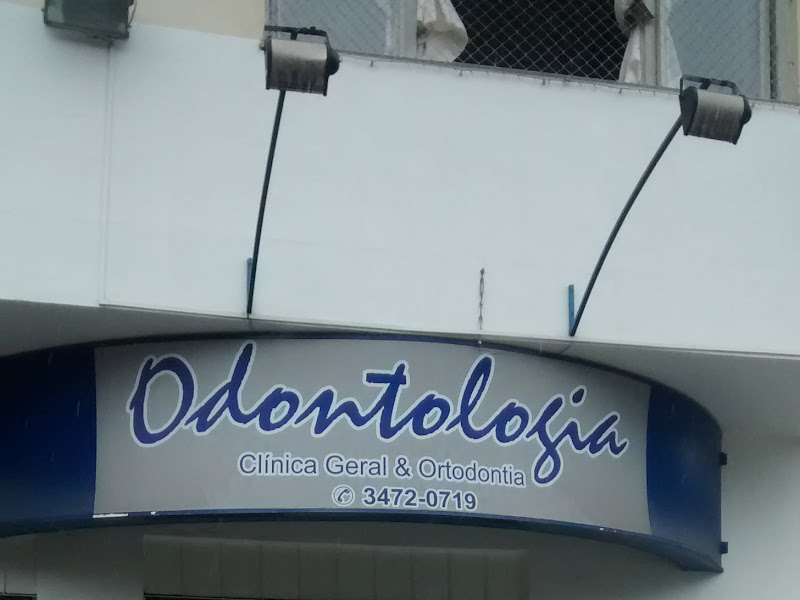 Odontologia
Clínica Geral & Ortodontia
✆ 3472-0719